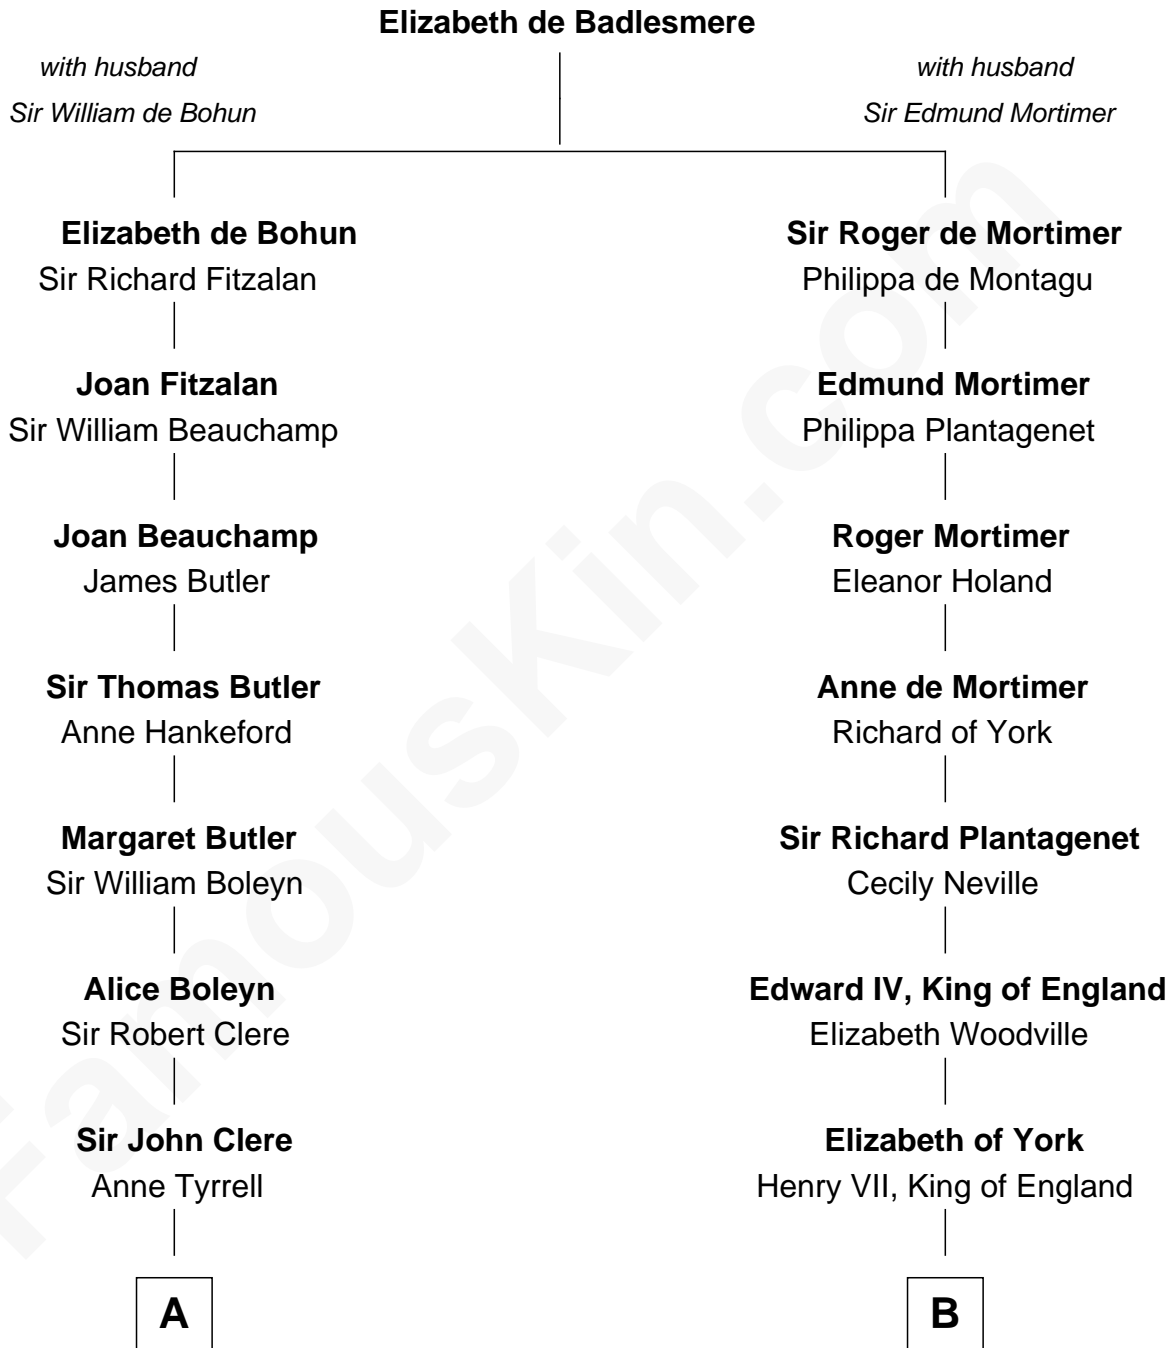 Elizabeth de Badlesmere
with husband
Sir William de Bohun
with husband
Sir Edmund Mortimer
Elizabeth de Bohun
Sir Richard Fitzalan
Sir Roger de Mortimer
Philippa de Montagu
Joan Fitzalan
Sir William Beauchamp
Edmund Mortimer
Philippa Plantagenet
Joan Beauchamp
James Butler
Roger Mortimer
Eleanor Holand
Sir Thomas Butler
Anne Hankeford
Anne de Mortimer
Richard of York
Margaret Butler
Sir William Boleyn
Sir Richard Plantagenet
Cecily Neville
Alice Boleyn
Sir Robert Clere
Edward IV, King of England
Elizabeth Woodville
Sir John Clere
Anne Tyrrell
Elizabeth of York
Henry VII, King of England
A
B
FamousKin.com